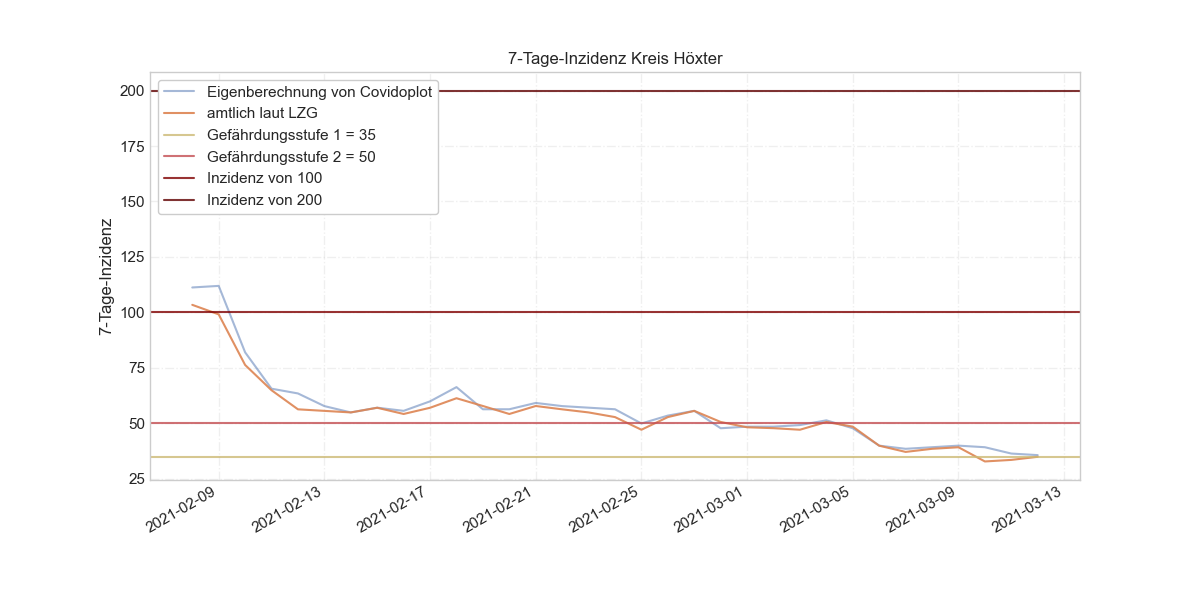 7-Tage-Inzidenz Kreis Höxter
Eigenberechnung von Covidoplot
amtlich laut LZG
Gefährdungsstufe 1 = 35
Gefährdungsstufe 2 = 50
Inzidenz von 100
Inzidenz von 200
7-Tage-Inzidenz
200
175
150
125
100
75
50
25
2021-02-09
2021-02-13
2021-02-17
2021-02-21
2021-02-25
2021-03-01
2021-03-05
2021-03-09
2021-03-13